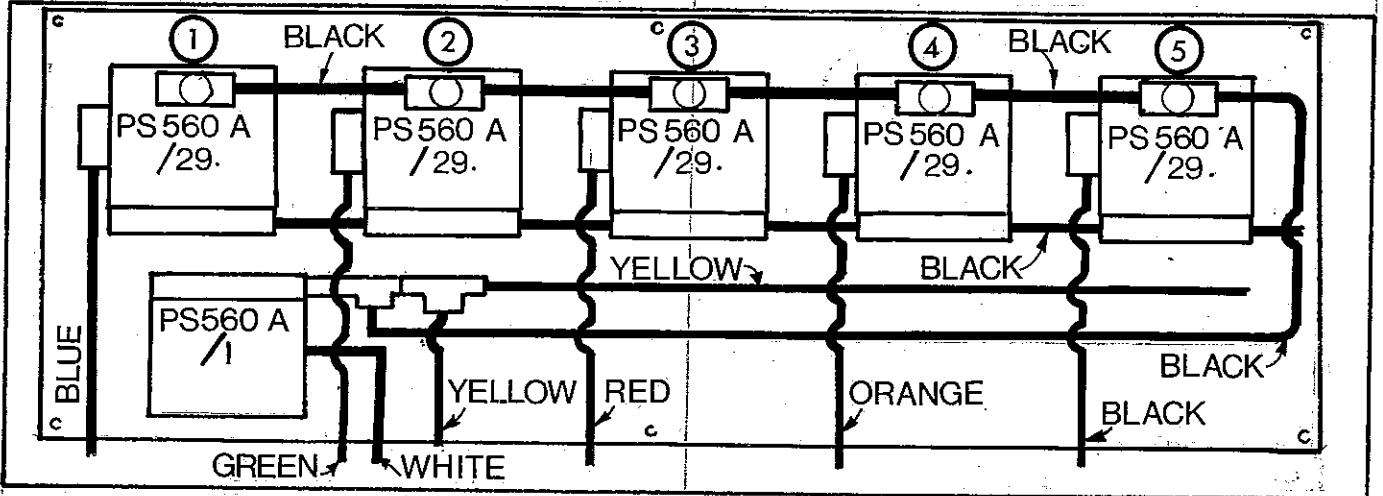 1 2 3 4 5
BLACK BLACK
PS 560 A PS 560 A PS 560 A PS 560 A PS 560 A
/29. /29. /29. /29. /29.
YELLOW BLACK
PS560 A
/1
BLUE
BLACK
YELLOW RED ORANGE BLACK
GREEN WHITE
c c c
c c c